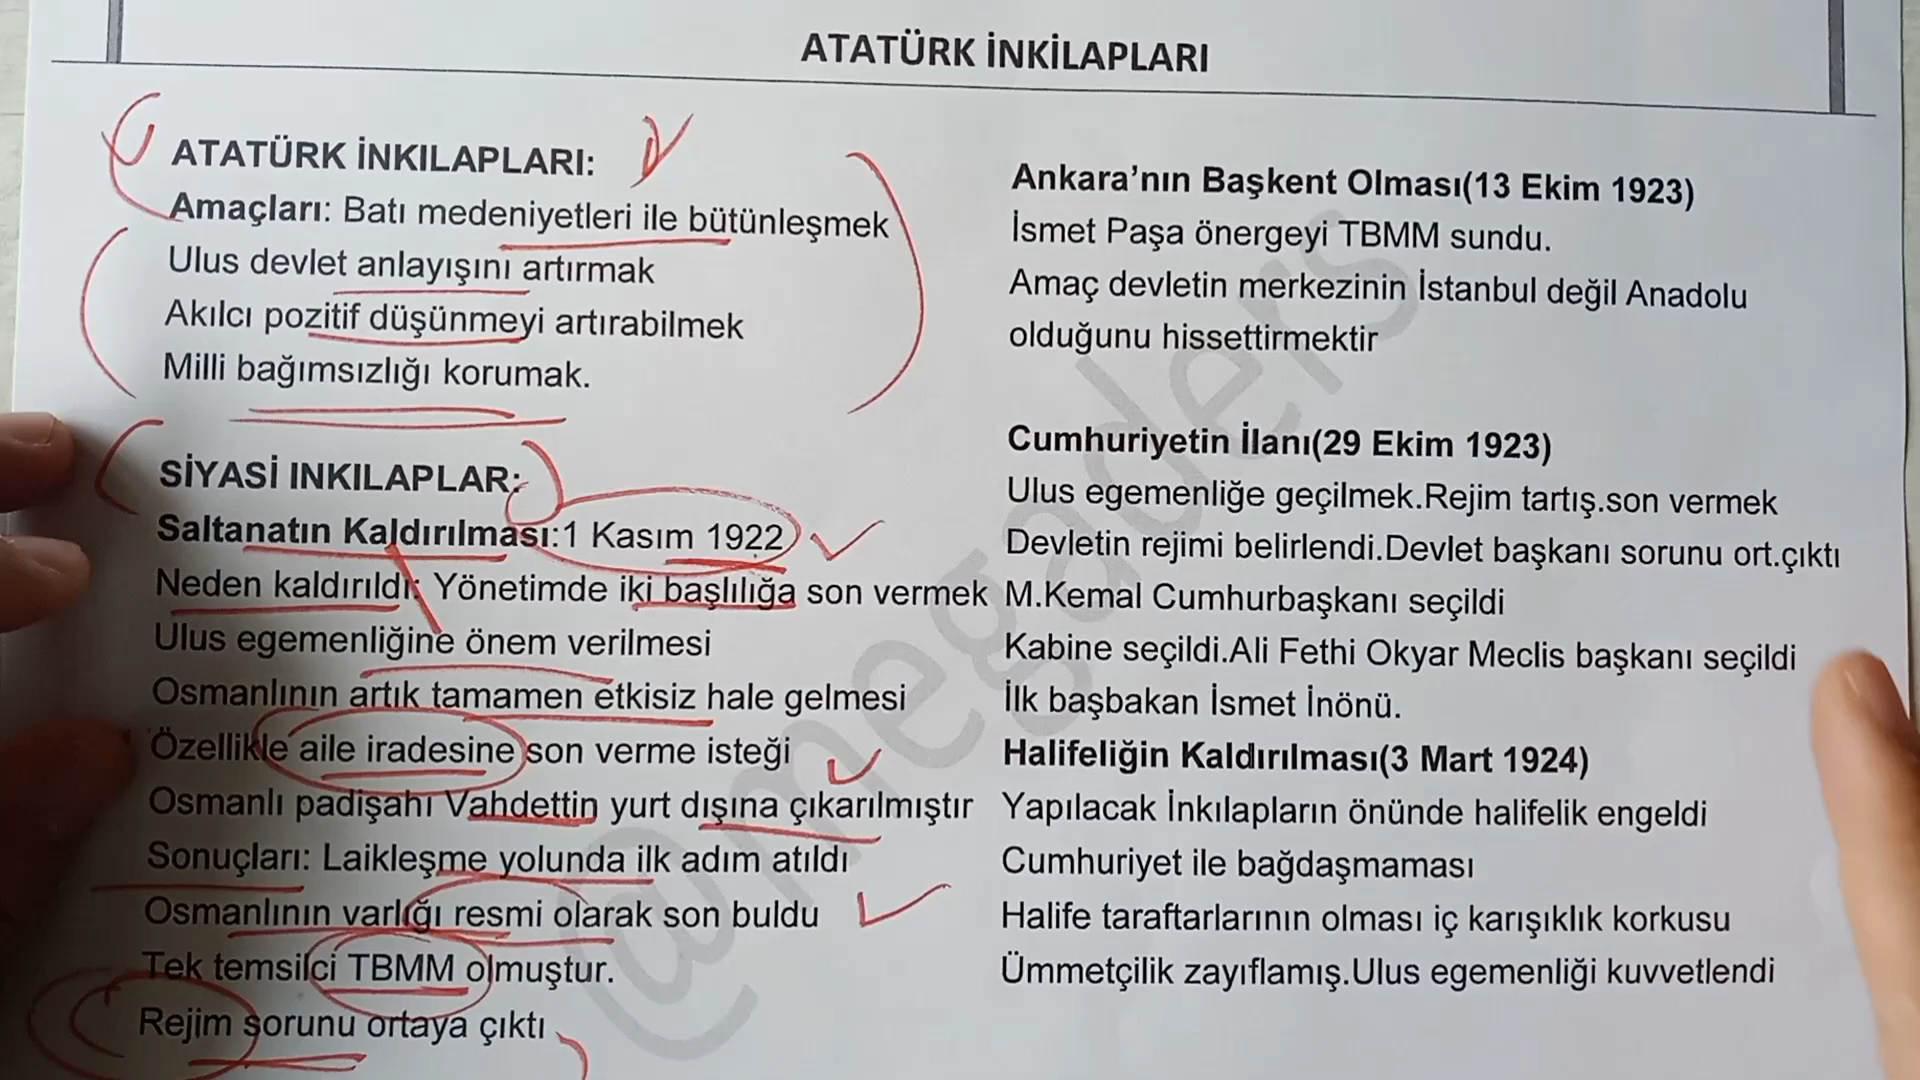 ATATÜRK İNKİLAPLARI
ATATÜRK İNKILAPLARI:
Amaçları: Batı medeniyetleri ile bütünleşmek
Ulus devlet anlayışını artırmak
Akılcı pozitif düşünmeyi artırabilmek
Milli bağımsızlığı korumak.
SİYASİ INKILAPLAR:
Saltanatın Kaldırılması:1 Kasım 1922
Neden kaldırıldı: Yönetimde iki başlılığa son vermek
Ulus egemenliğine önem verilmesi
Osmanlının artık tamamen etkisiz hale gelmesi
Özellikle aile iradesine son verme isteği
Osmanlı padişahı Vahdettin yurt dışına çıkarılmıştır
Sonuçları: Laikleşme yolunda ilk adım atıldı
Osmanlının varlığı resmi olarak son buldu
Tek temsilci TBMM olmuştur.
Rejim sorunu ortaya çıktı
Ankara’nın Başkent Olması(13 Ekim 1923)
İsmet Paşa önergeyi TBMM sundu.
Amaç devletin merkezinin İstanbul değil Anadolu
olduğunu hissettirmektir
Cumhuriyetin İlanı(29 Ekim 1923)
Ulus egemenliğe geçilmek.Rejim tartış.son vermek
Devletin rejimi belirlendi.Devlet başkanı sorunu ort.çıktı
M.Kemal Cumhurbaşkanı seçildi
Kabine seçildi.Ali Fethi Okyar Meclis başkanı seçildi
İlk başbakan İsmet İnönü.
Halifeliğin Kaldırılması(3 Mart 1924)
Yapılacak İnkılapların önünde halifelik engeldi
Cumhuriyet ile bağdaşmaması
Halife taraftarlarının olması iç karışıklık korkusu
Ümmetçilik zayıflamış.Ulus egemenliği kuvvetlendi
@megaders